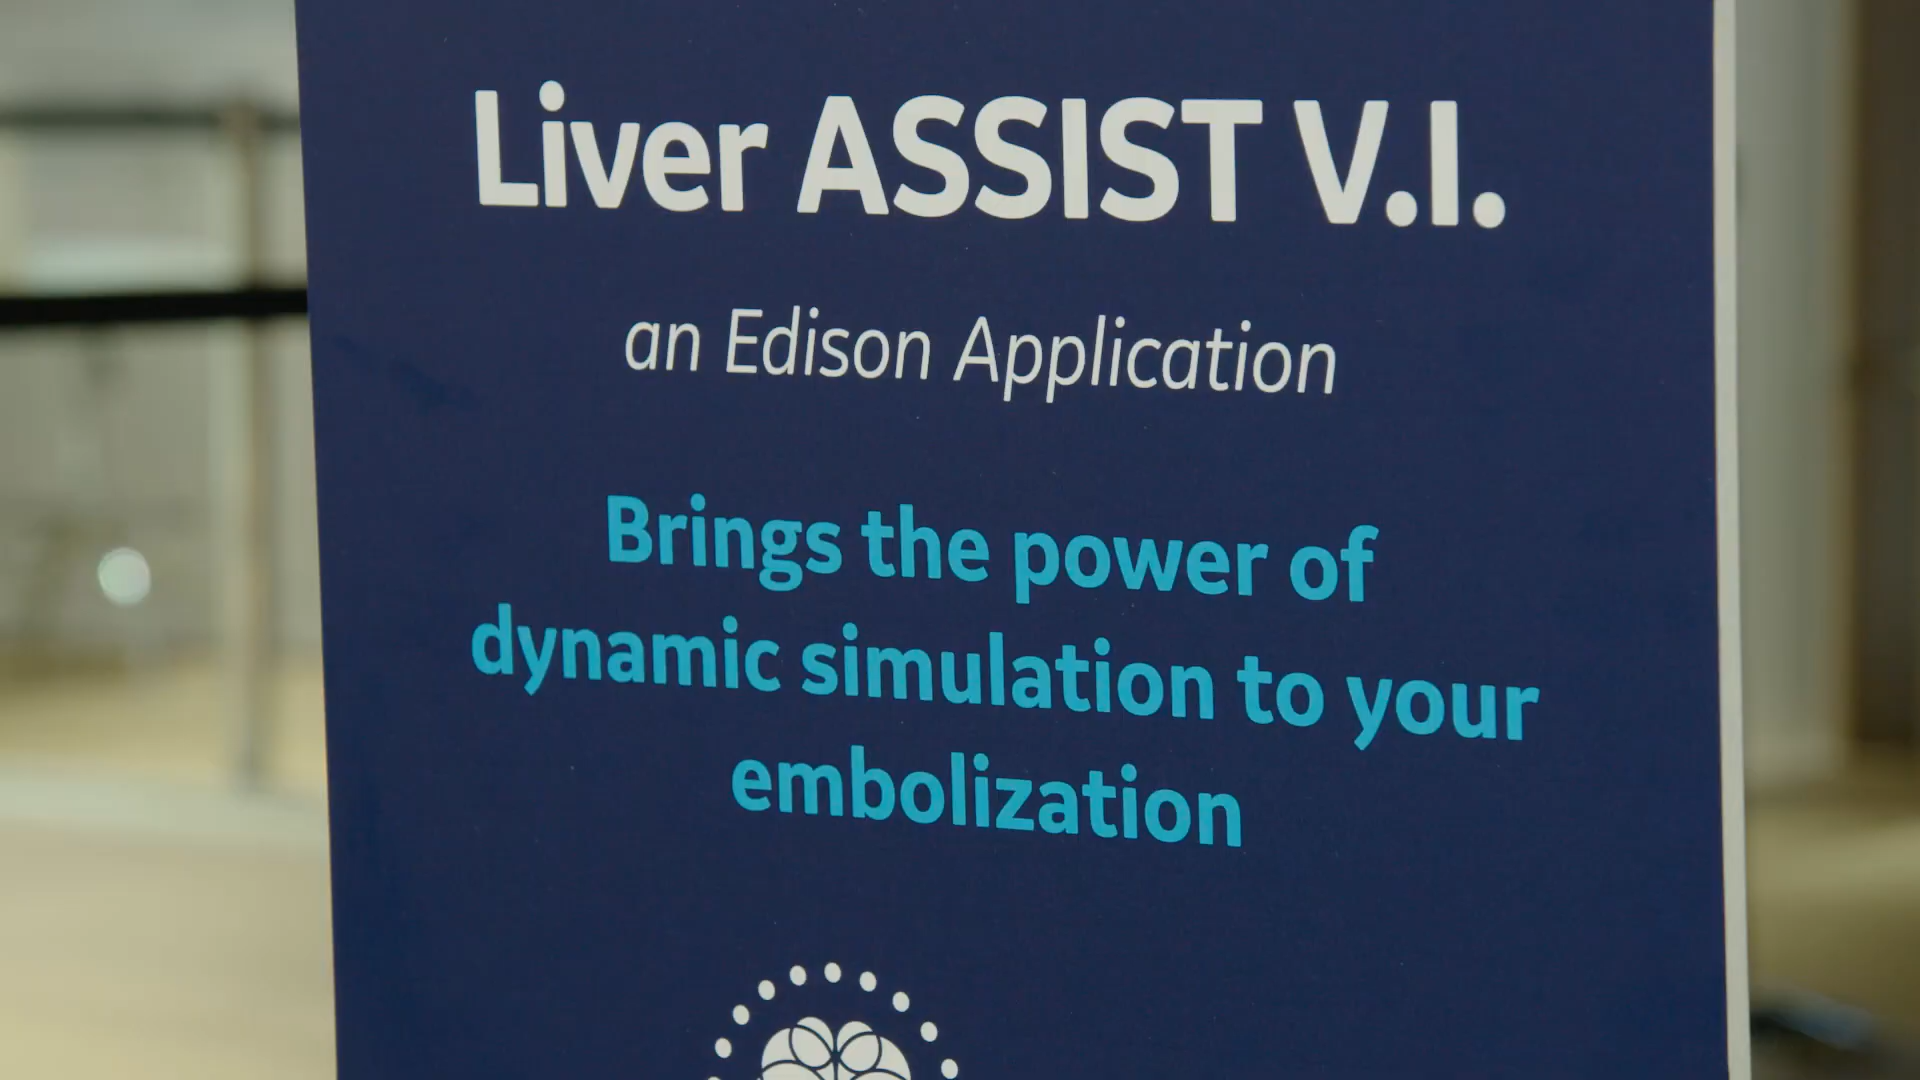 Liver ASSIST V.I.
an Edison Application
Brings the power of
dynamic simulation to your
embolization